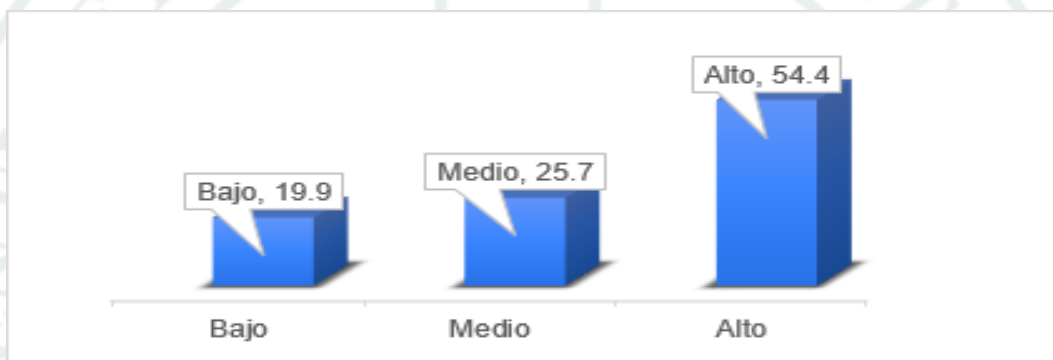 Alto, 54.4
Medio, 25.7
Bajo, 19.9
Bajo
Medio
Alto